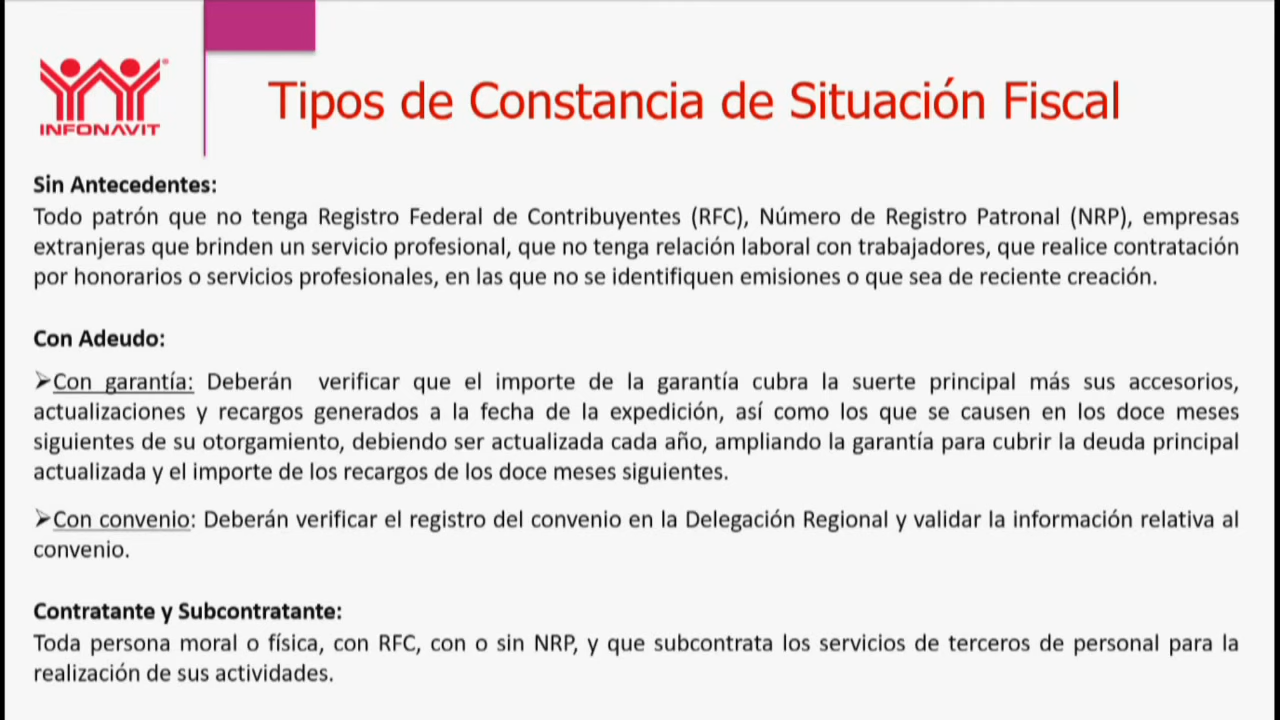 INFONAVIT
Tipos de Constancia de Situación Fiscal
Sin Antecedentes:
Todo patrón que no tenga Registro Federal de Contribuyentes (RFC), Número de Registro Patronal (NRP), empresas
extranjeras que brinden un servicio profesional, que no tenga relación laboral con trabajadores, que realice contratación
por honorarios o servicios profesionales, en las que no se identifiquen emisiones o que sea de reciente creación.
Con Adeudo:
➢Con garantía: Deberán verificar que el importe de la garantía cubra la suerte principal más sus accesorios,
actualizaciones y recargos generados a la fecha de la expedición, así como los que se causen en los doce meses
siguientes de su otorgamiento, debiendo ser actualizada cada año, ampliando la garantía para cubrir la deuda principal
actualizada y el importe de los recargos de los doce meses siguientes.
➢Con convenio: Deberán verificar el registro del convenio en la Delegación Regional y validar la información relativa al
convenio.
Contratante y Subcontratante:
Toda persona moral o física, con RFC, con o sin NRP, y que subcontrata los servicios de terceros de personal para la
realización de sus actividades.